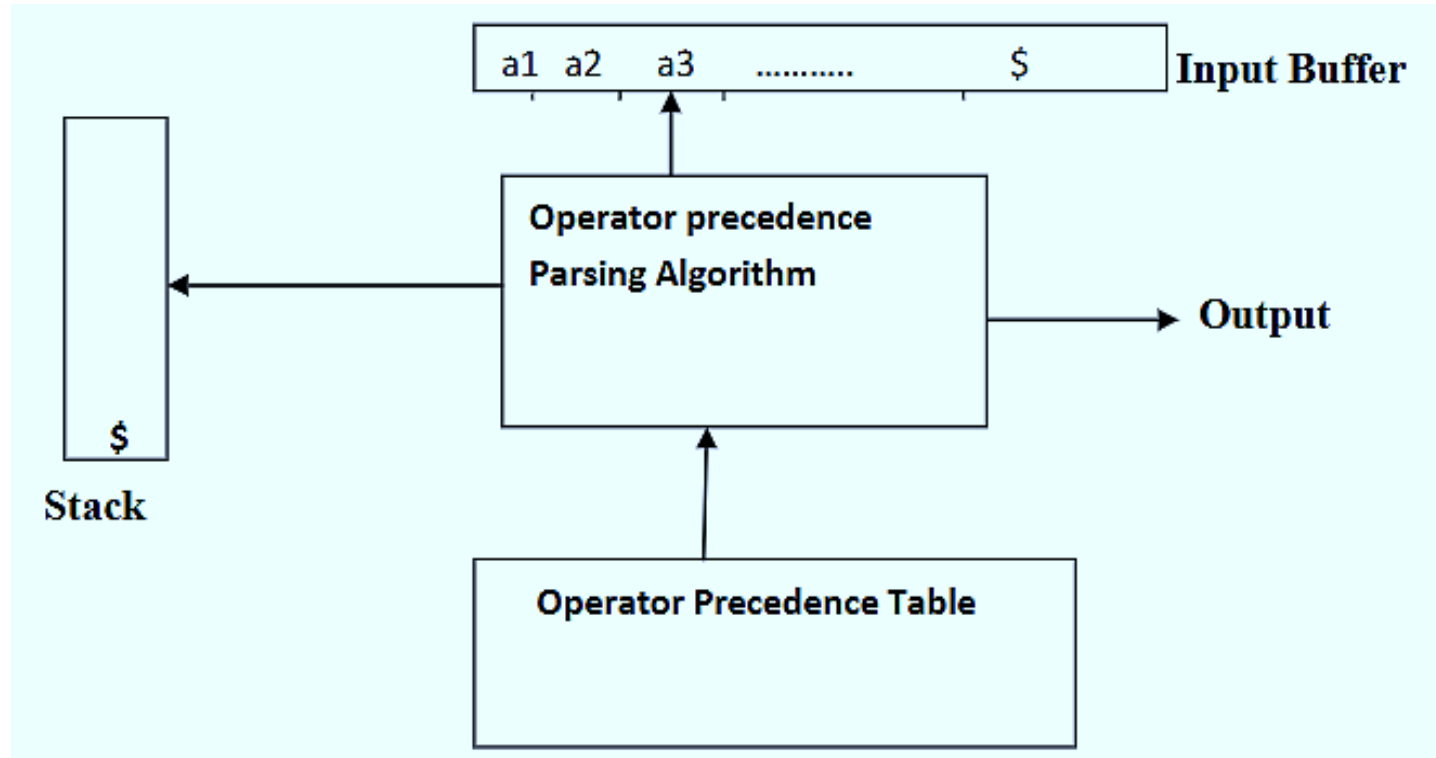 a1 a2 a3 ........... $
Input Buffer
Operator precedence
Parsing Algorithm
Output
$
Stack
Operator Precedence Table